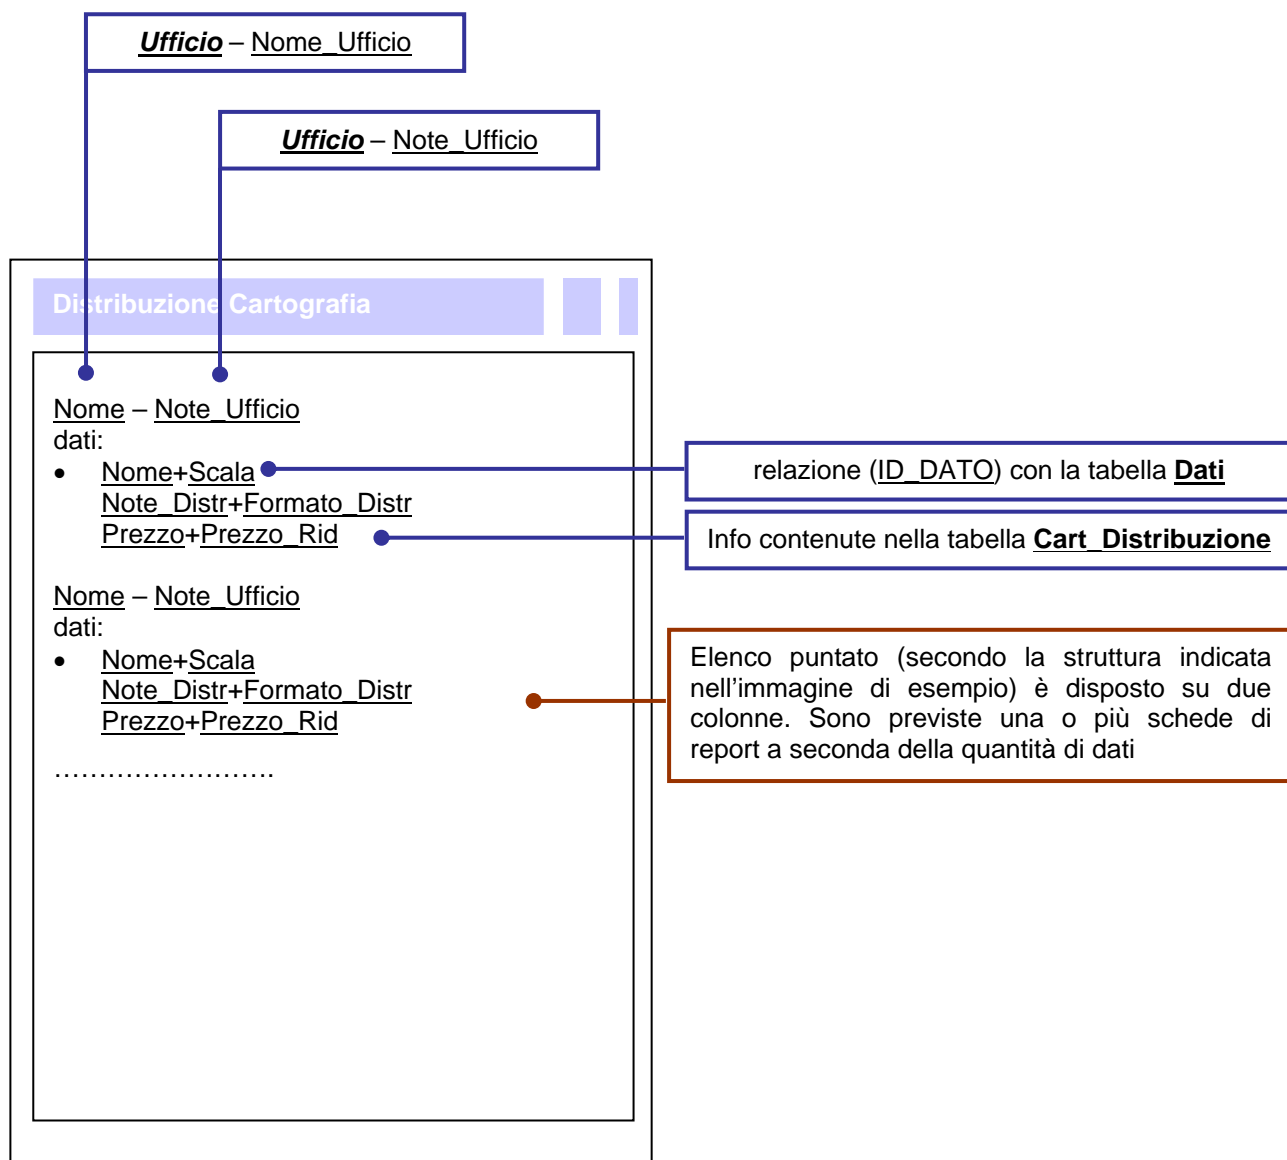 Ufficio – Nome_Ufficio
Ufficio – Note_Ufficio
Distribuzione Cartografia
Nome – Note_Ufficio
dati:
• Nome+Scala
Note_Distr+Formato_Distr
Prezzo+Prezzo_Rid
Nome – Note_Ufficio
dati:
• Nome+Scala
Note_Distr+Formato_Distr
Prezzo+Prezzo_Rid
…………………….
relazione (ID_DATO) con la tabella Dati
Info contenute nella tabella Cart_Distribuzione
Elenco puntato (secondo la struttura indicata
nell'immagine di esempio) è disposto su due
colonne. Sono previste una o più schede di
report a seconda della quantità di dati